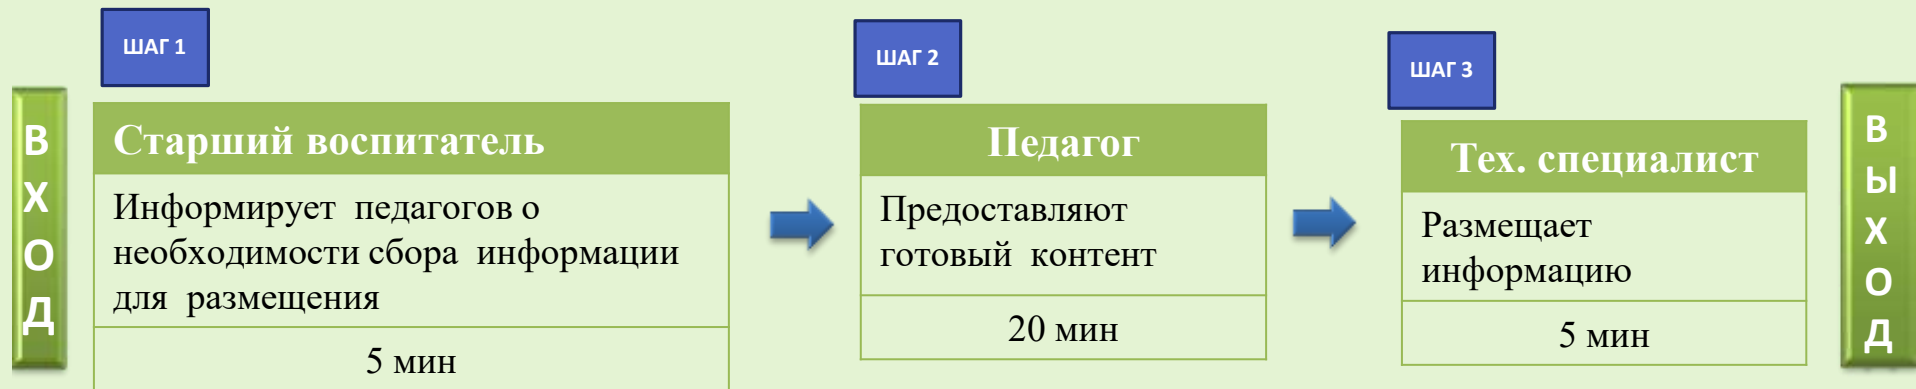 ВХОД
ШАГ 1
Старший воспитатель
Информирует педагогов о
необходимости сбора информации
для размещения
5 мин
ШАГ 2
Педагог
Предоставляют
готовый контент
20 мин
ШАГ 3
Тех. специалист
Размещает
информацию
5 мин
ВЫХОД